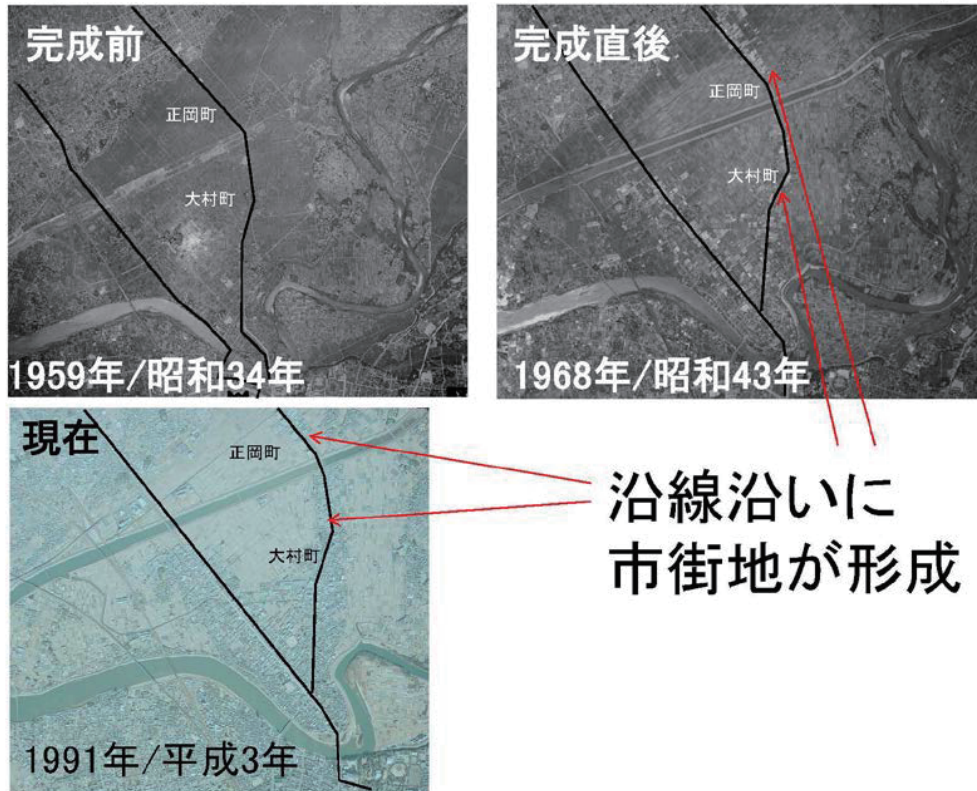 完成前
正岡町
大村町
1959年/昭和34年
完成直後
正岡町
大村町
1968年/昭和43年
現在
正岡町
大村町
1991年/平成3年
沿線沿いに
市街地が形成